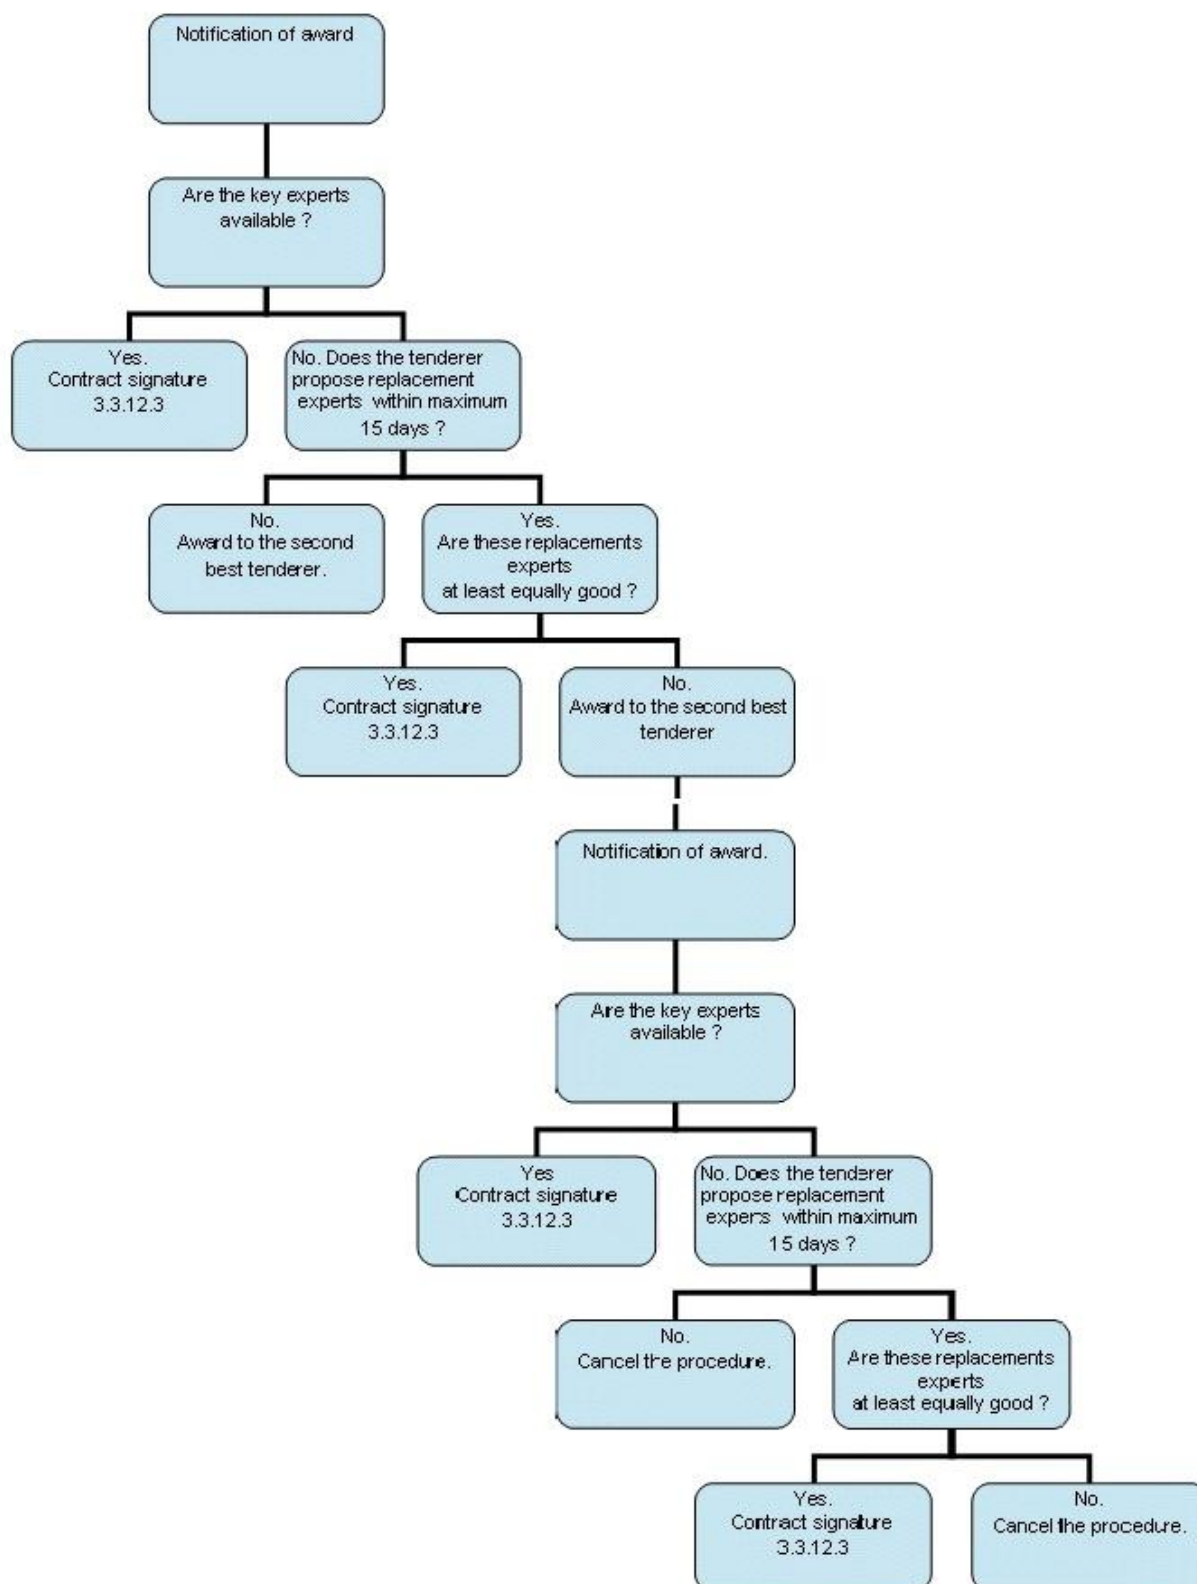 Notification of award
Are the key experts
available ?
Yes.
Contract signature
3.3.12.3
No. Does the tenderer
propose replacement
experts within maximum
15 days ?
No.
Award to the second
best tenderer.
Yes.
Are these replacements
experts
at least equally good ?
Yes.
Contract signature
3.3.12.3
No.
Award to the second best
tenderer
Notification of award.
Are the key experts
available ?
Yes
Contract signature
3.3.12.3
No. Does the tenderer
propose replacement
experts within maximum
15 days ?
No.
Cancel the procedure.
Yes.
Are these replacements
experts
at least equally good ?
Yes.
Contract signature
3.3.12.3
No.
Cancel the procedure.